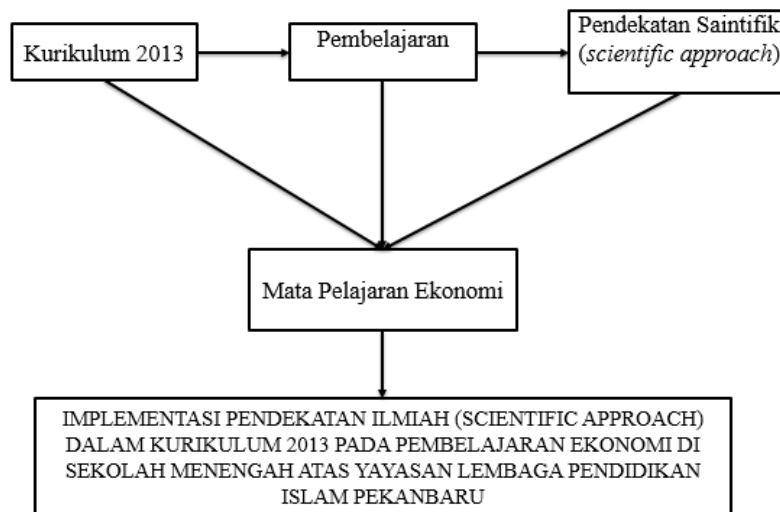 Kurikulum 2013
Pembelajaran
Pendekatan Saintifik
(scientific approach)
Mata Pelajaran Ekonomi
IMPLEMENTASI PENDEKATAN ILMIAH (SCIENTIFIC APPROACH)
DALAM KURIKULUM 2013 PADA PEMBELAJARAN EKONOMI DI
SEKOLAH MENENGAH ATAS YAYASAN LEMBAGA PENDIDIKAN
ISLAM PEKANBARU